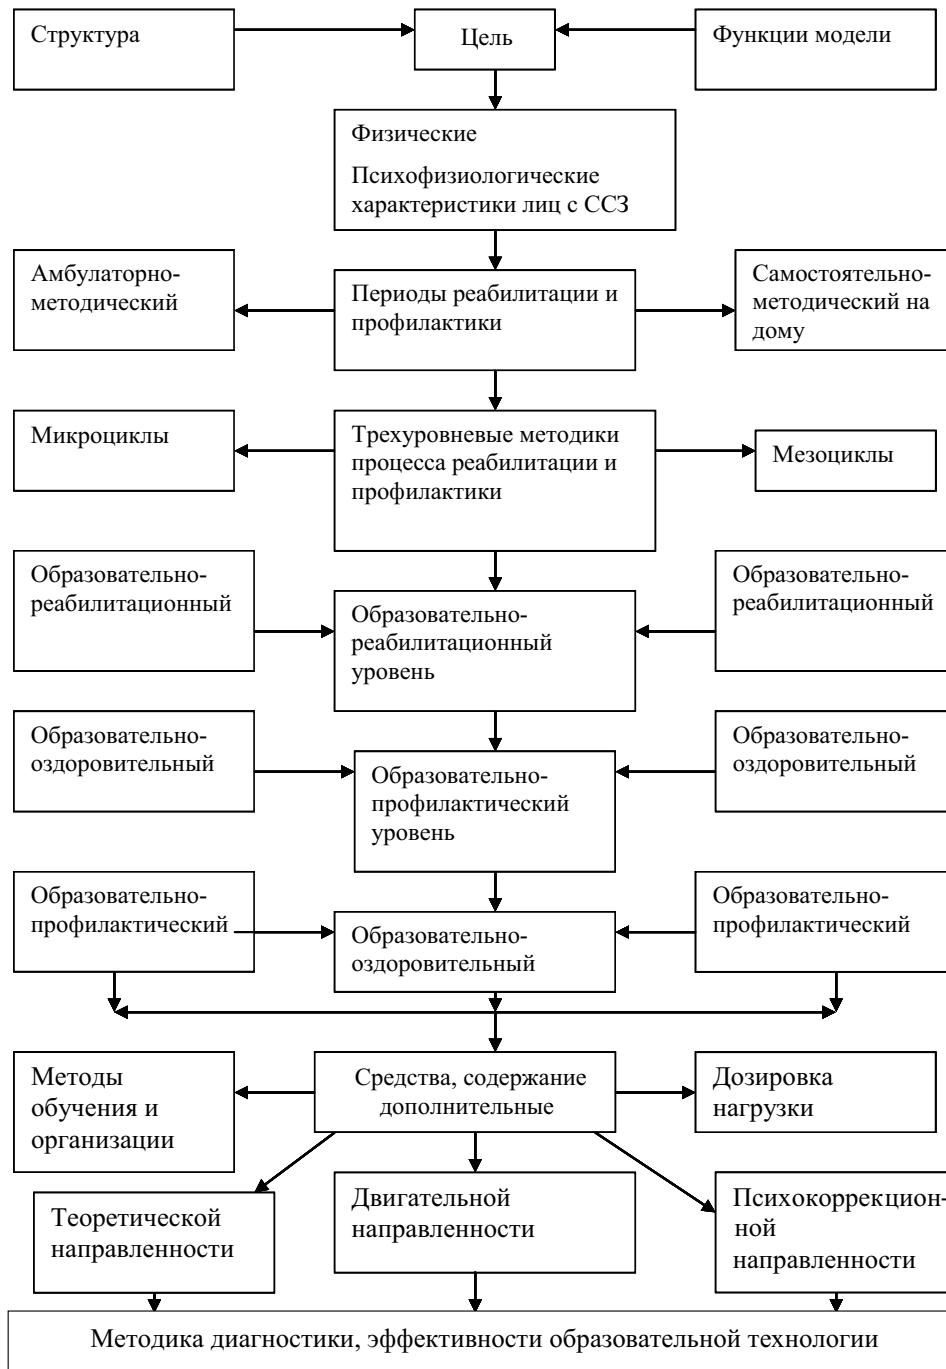 Структура
Цель
Функции модели
Физические
Психофизиологические
характеристики лиц с ССЗ
Амбулаторно-
методический
Периоды реабилитации и
профилактики
Самостоятельно-
методический на
дому
Микроциклы
Трехуровневые методики
процесса реабилитации и
профилактики
Мезоциклы
Образовательно-
реабилитационный
Образовательно-
реабилитационный
уровень
Образовательно-
реабилитационный
Образовательно-
оздоровительный
Образовательно-
профилактический
уровень
Образовательно-
оздоровительный
Образовательно-
профилактический
Образовательно-
оздоровительный
Образовательно-
профилактический
Методы
обучения и
организации
Средства, содержание
дополнительные
Дозировка
нагрузки
Теоретической
направленности
Двигательной
направленности
Психокоррекцион-
ной
направленности
Методика диагностики, эффективности образовательной технологии